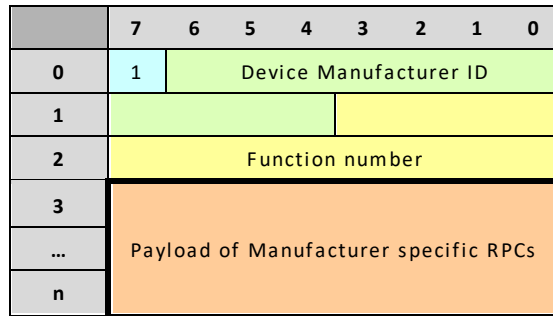 7 6 5 4 3 2 1 0
0 1 Device Manufacturer ID
1
2 Function number
3
... Payload of Manufacturer specific RPCs
n